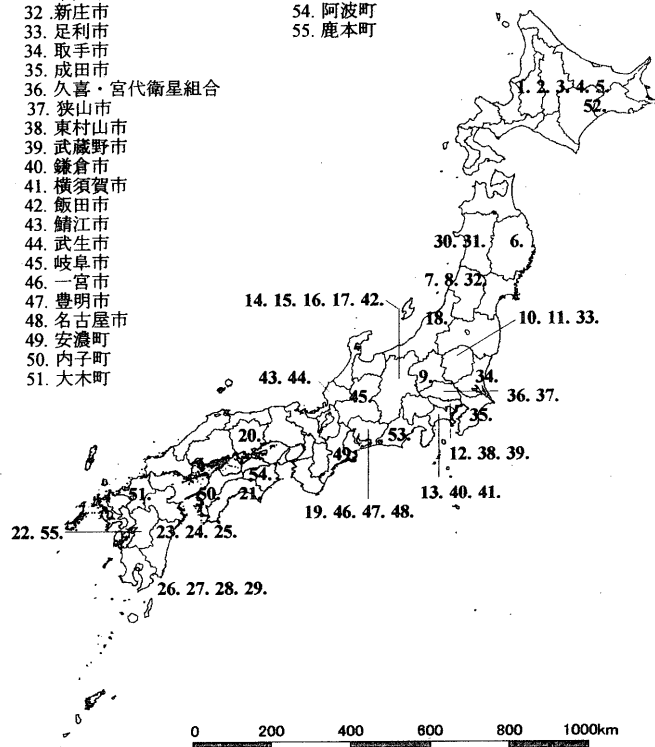 32. 新庄市
33. 足利市
34. 取手市
35. 成田市
36. 久喜・宮代衛星組合
37. 狭山市
38. 東村山市
39. 武蔵野市
40. 鎌倉市
41. 横須賀市
42. 飯田市
43. 鯖江市
44. 武生市
45. 岐阜市
46. 一宮市
47. 豊明市
48. 名古屋市
49. 安濃町
50. 内子町
51. 大木町
54. 阿波町
55. 鹿本町
1. 2. 3. 4. 5.
52.
30. 31.
6.
7. 8. 32.
14. 15. 16. 17. 42.
18.
10. 11. 33.
43. 44.
45.
9.
34.
36. 37.
35.
20.
49.
53.
12. 38. 39.
54.
51.
50.
21.
13. 40. 41.
19. 46. 47. 48.
22. 55.
23. 24. 25.
26. 27. 28. 29.
0 200 400 600 800 1000km